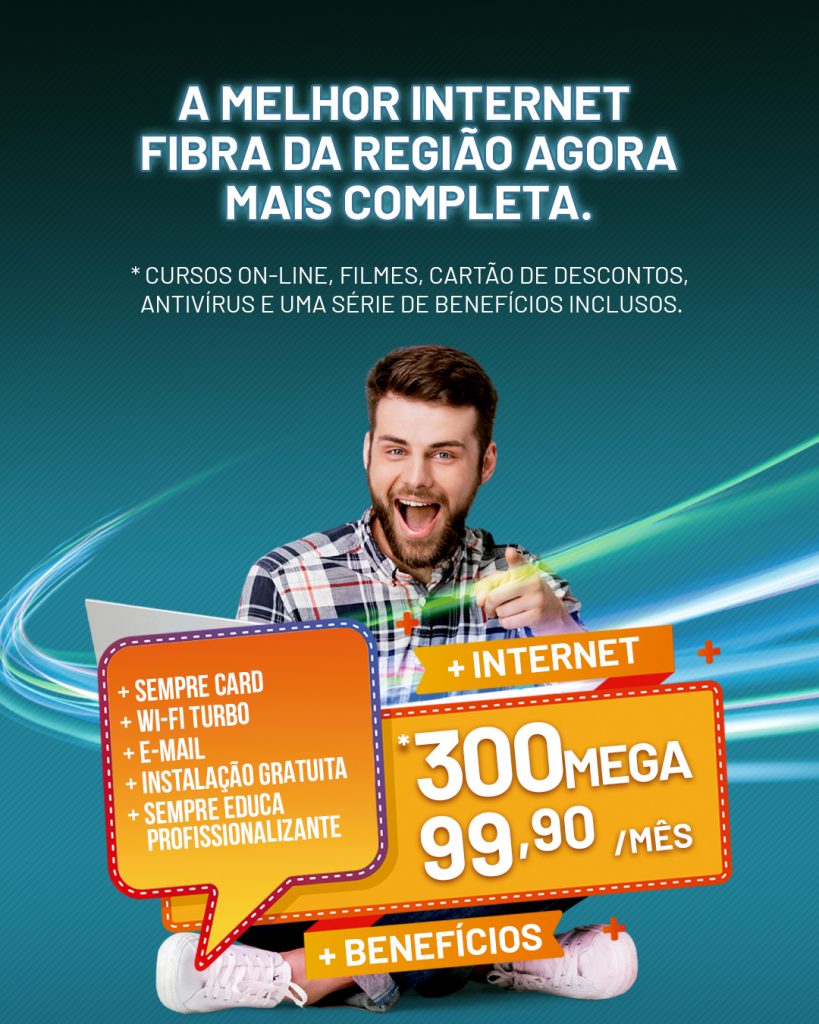 A MELHOR INTERNET
FIBRA DA REGIÃO AGORA
MAIS COMPLETA.
* CURSOS ON-LINE, FILMES, CARTÃO DE DESCONTOS,
ANTIVÍRUS E UMA SÉRIE DE BENEFÍCIOS INCLUSOS.
+ INTERNET
+ SEMPRE CARD
+ WI-FI TURBO
+ E-MAIL
+ INSTALAÇÃO GRATUITA
+ SEMPRE EDUCA
PROFISSIONALIZANTE
*300MEGA
99,90 /MÊS
+ BENEFÍCIOS